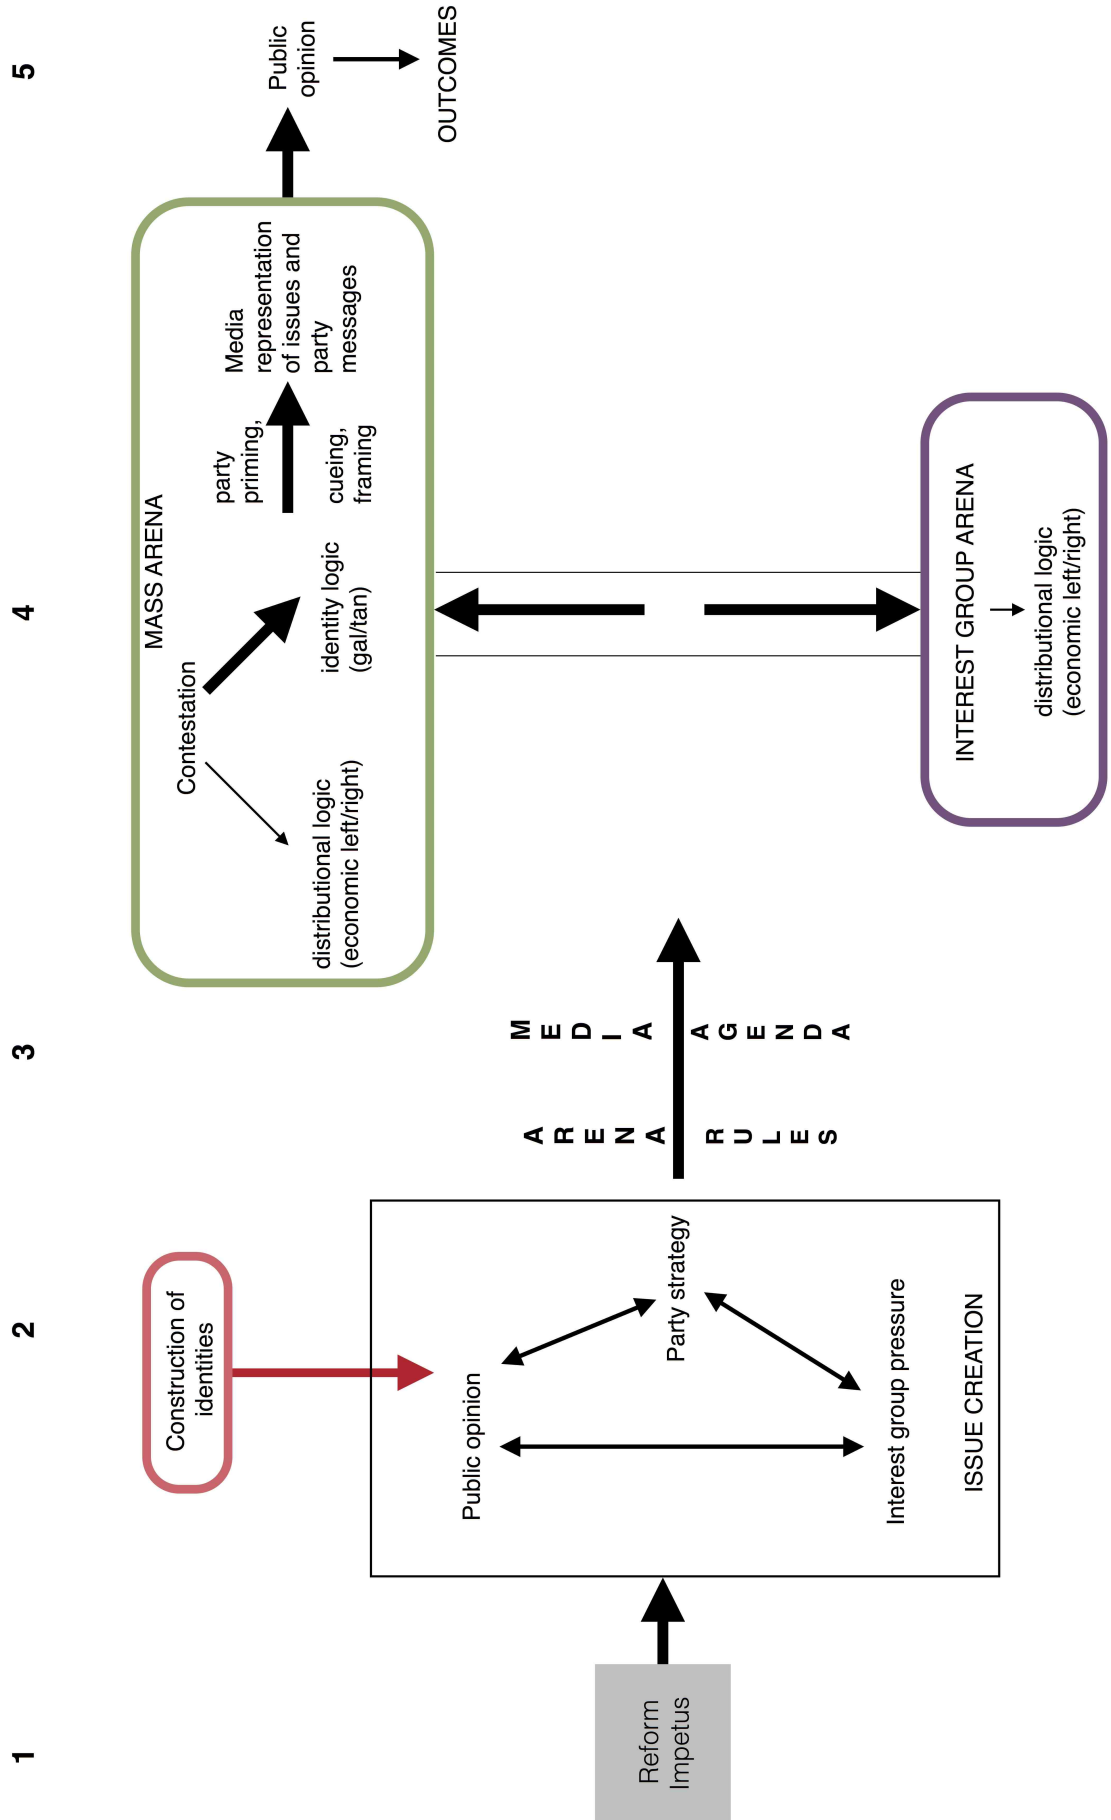 1
2
3
4
5
Reform
Impetus
Construction of
identities
Public opinion
Party strategy
Interest group pressure
ISSUE CREATION
ARENA
RULES
MEDIA
AGENDA
MASS ARENA
Contestation
distributional logic
(economic left/right)
identity logic
(gal/tan)
party
priming,
cueing,
framing
Media
representation
of issues and
party
messages
INTEREST GROUP ARENA
distributional logic
(economic left/right)
Public
opinion
OUTCOMES